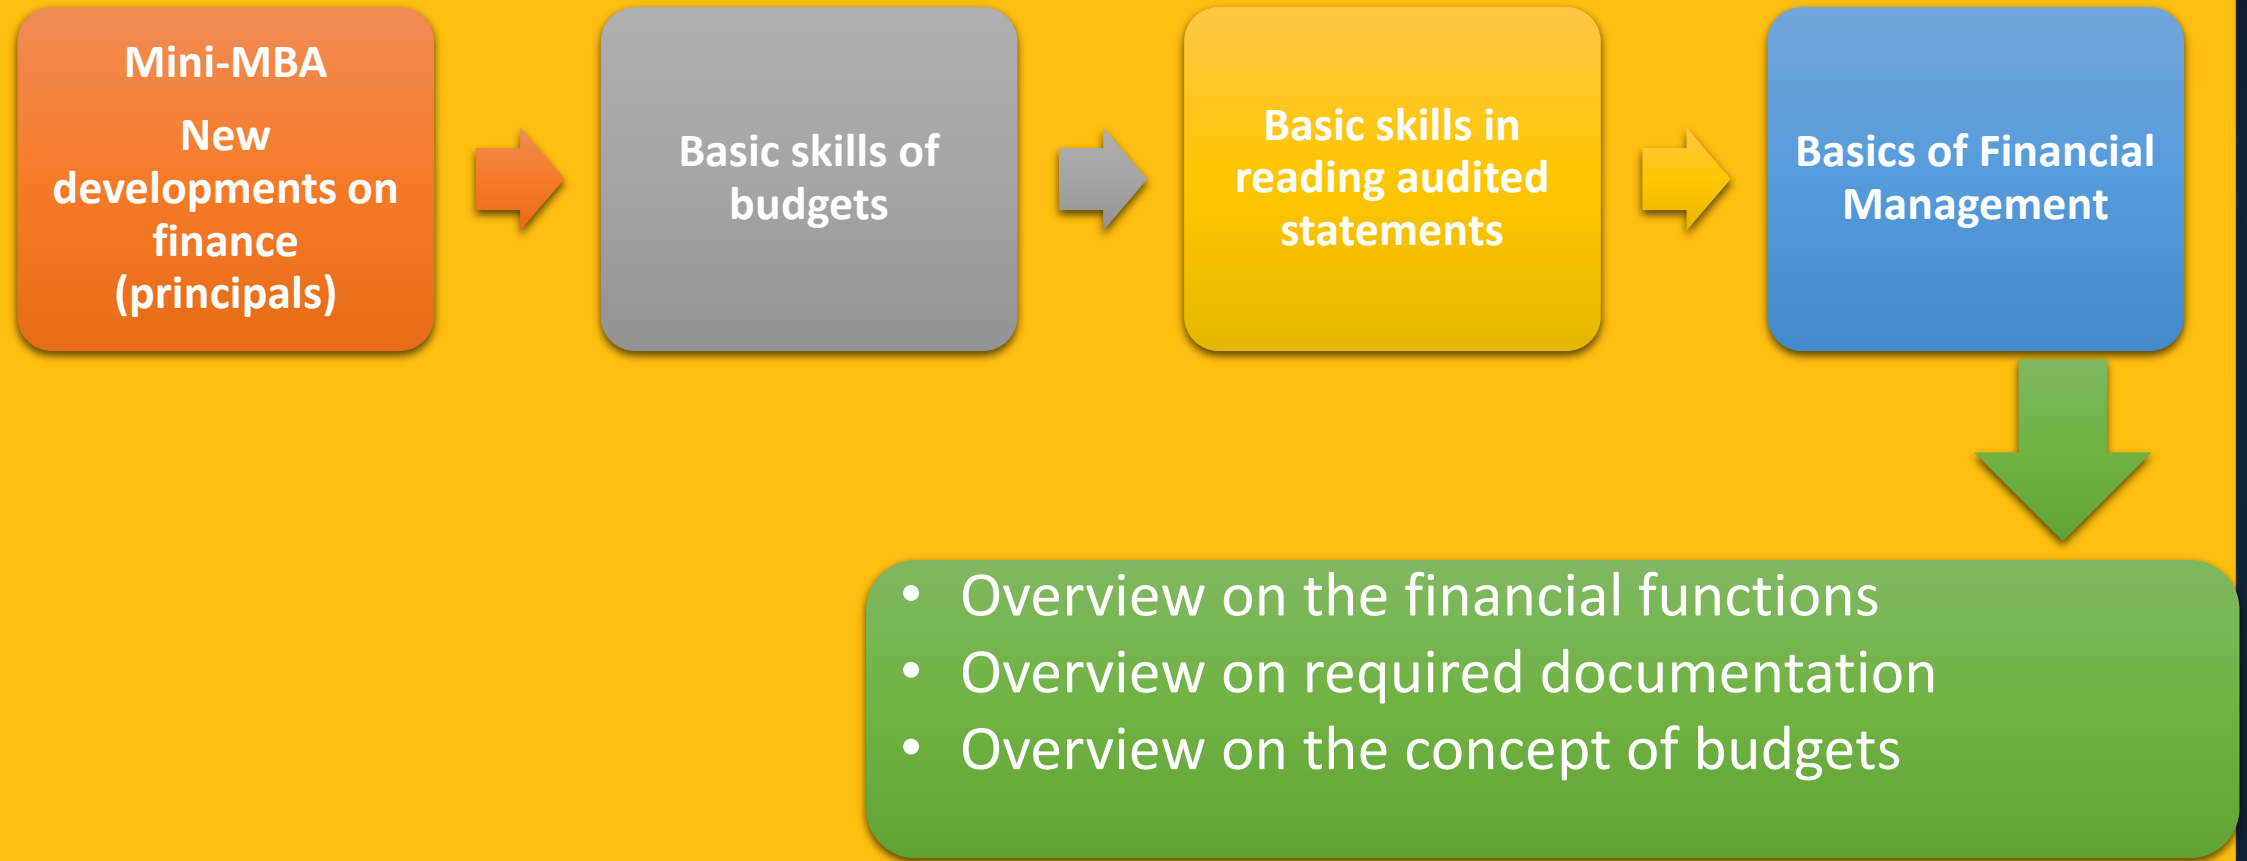 Mini-MBA
New
developments on
finance
(principals)
Basic skills of
budgets
Basic skills in
reading audited
statements
Basics of Financial
Management
• Overview on the financial functions
• Overview on required documentation
• Overview on the concept of budgets